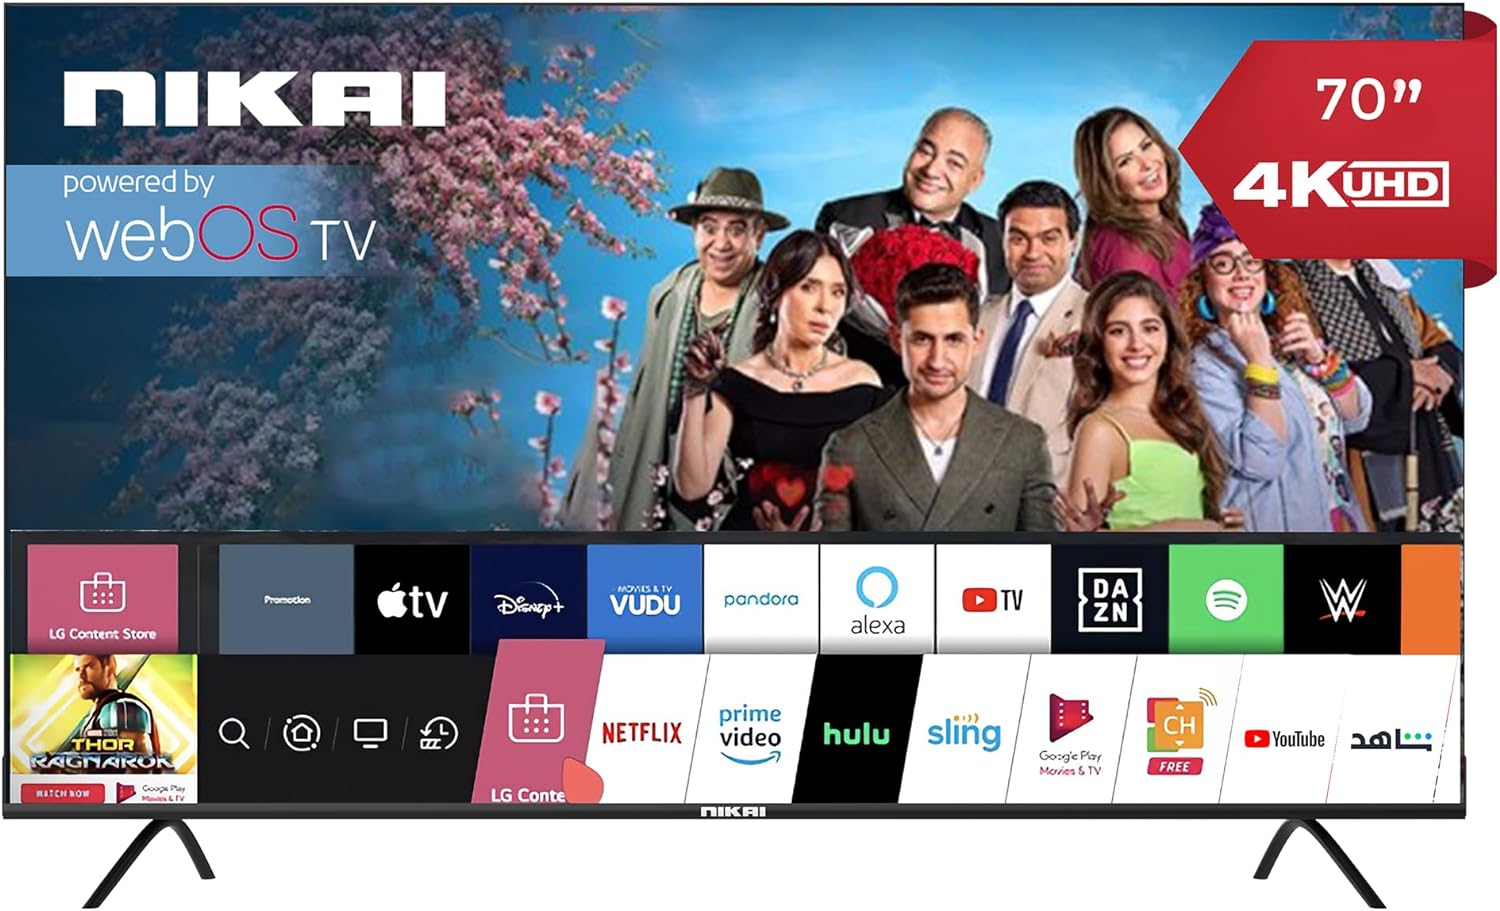 NIKAI
powered by
webOS TV
70”
4K UHD
LG Content Store
Promotion
tv
Disney+
MOVIES & TV
VUDU
pandora
alexa
TV
DA
ZN
W
THOR
RAGNAROK
WATCH NOW
Google Play
Movies & TV
LG Conte
NETFLIX
prime
video
hulu
sling
Google Play
Movies & TV
CH
FREE
YouTube
شاهد
NIKAI